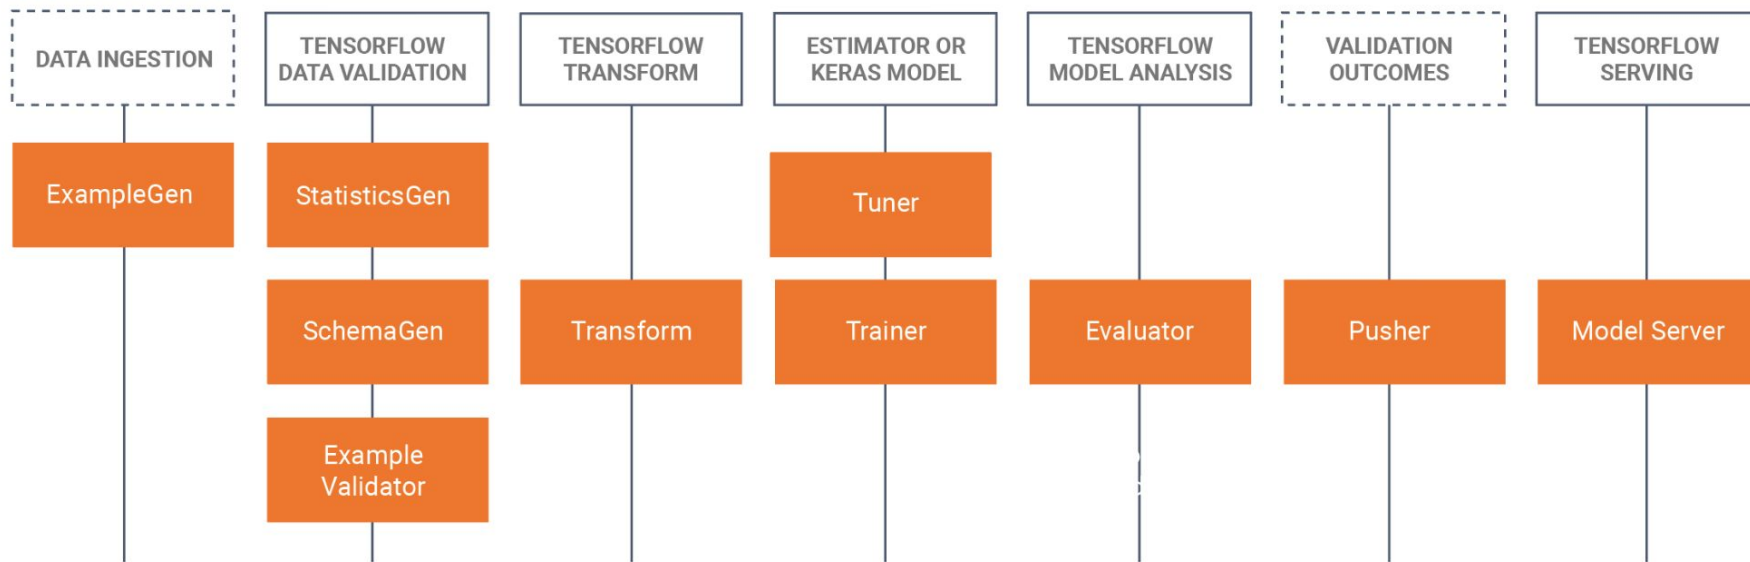 DATA INGESTION
TENSORFLOW
DATA VALIDATION
TENSORFLOW
TRANSFORM
ESTIMATOR OR
KERAS MODEL
TENSORFLOW
MODEL ANALYSIS
VALIDATION
OUTCOMES
TENSORFLOW
SERVING
ExampleGen
StatisticsGen
Tuner
SchemaGen
Transform
Trainer
Evaluator
Pusher
Model Server
Example
Validator